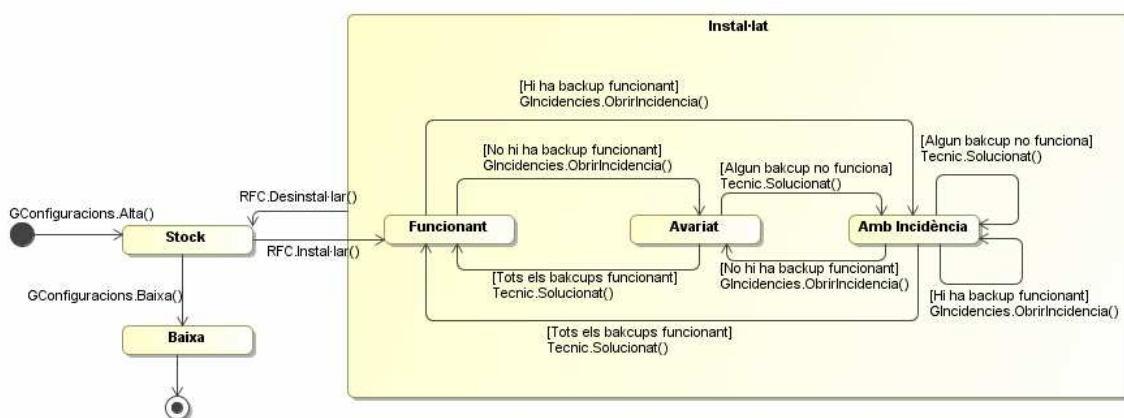 Instal·lat
[Hi ha backup funcionant]
GIncidencies.ObrirIncidencia()
[Algun bakcup no funciona]
Tecnic.Solucionat()
[No hi ha backup funcionant]
GIncidencies.ObrirIncidencia()
[Algun bakcup no funciona]
Tecnic.Solucionat()
RFC.Desinstal·lar()
GConfiguracions.Alta()
Stock
RFC.Instal·lar()
Funcionant
Avariat
Amb Incidència
[Tots els bakcups funcionant]
Tecnic.Solucionat()
[No hi ha backup funcionant]
GIncidencies.ObrirIncidencia()
[Hi ha backup funcionant]
GIncidencies.ObrirIncidencia()
GConfiguracions.Baixa()
Baixa
[Tots els bakcups funcionant]
Tecnic.Solucionat()